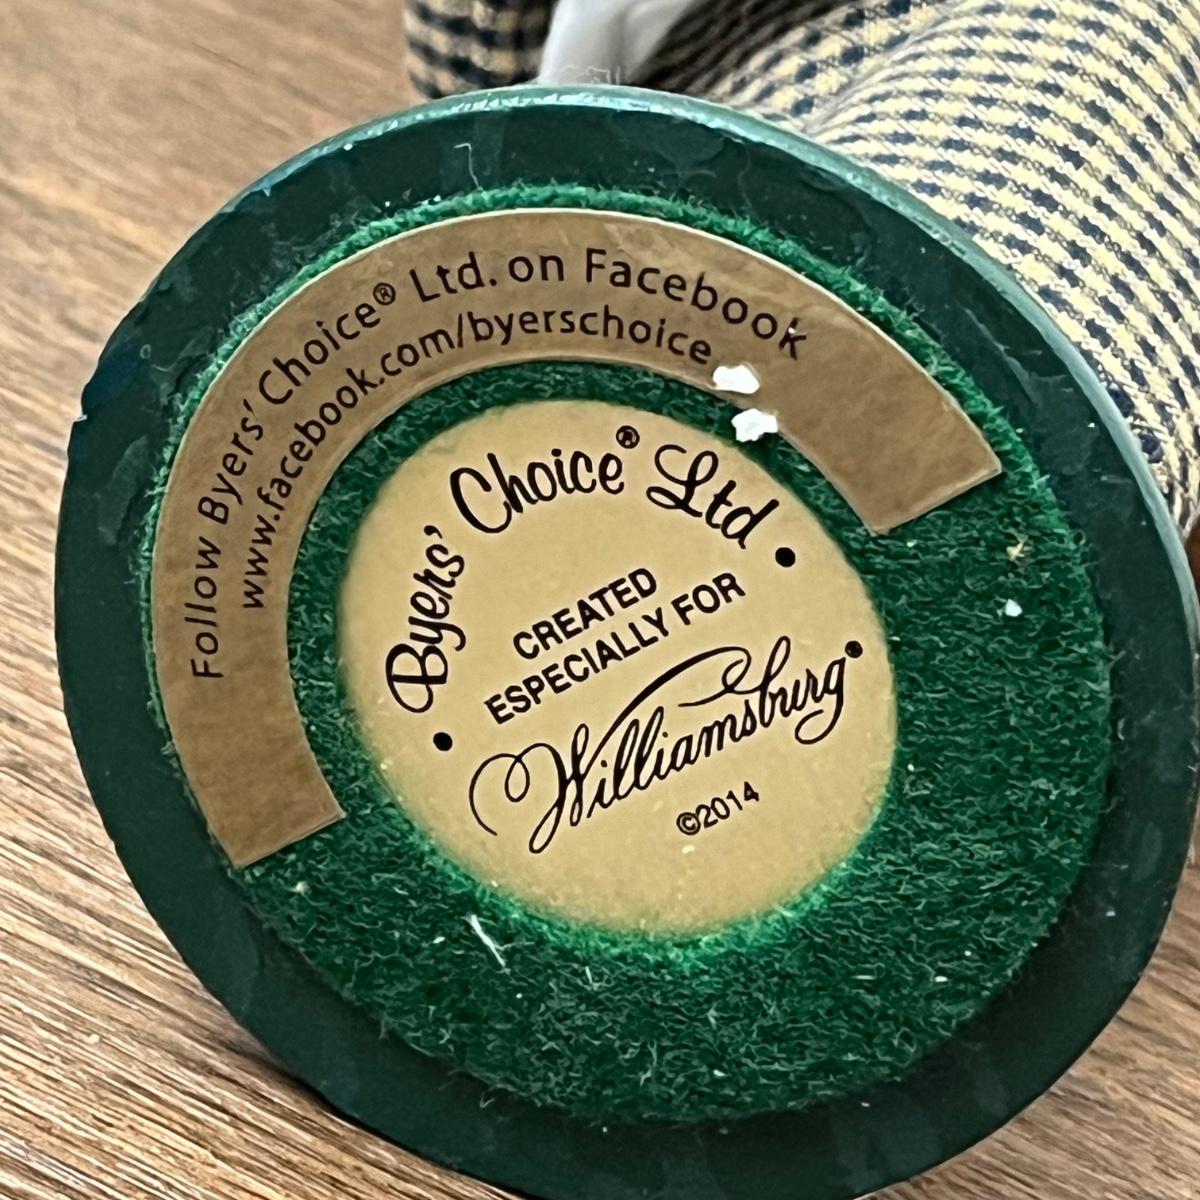 Follow Byers' Choice® Ltd. on Facebook
www.facebook.com/byerschoice
Byers' Choice® Ltd
CREATED
ESPECIALLY FOR
Williamsburg®
©2014